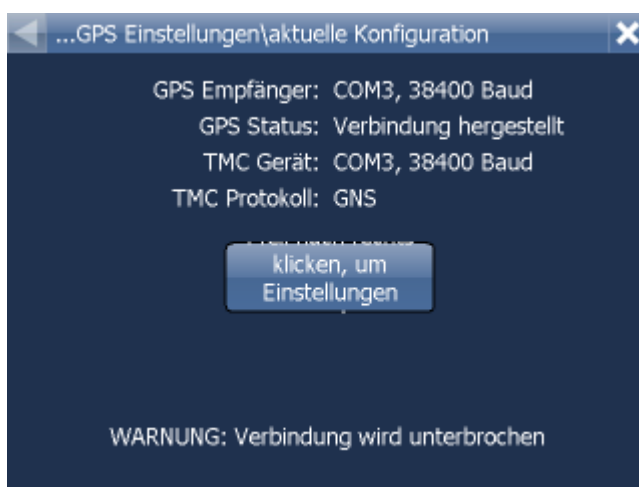 ...GPS Einstellungen\aktuelle Konfiguration
GPS Empfänger: COM3, 38400 Baud
GPS Status: Verbindung hergestellt
TMC Gerät: COM3, 38400 Baud
TMC Protokoll: GNS
klicken, um
Einstellungen
WARNUNG: Verbindung wird unterbrochen